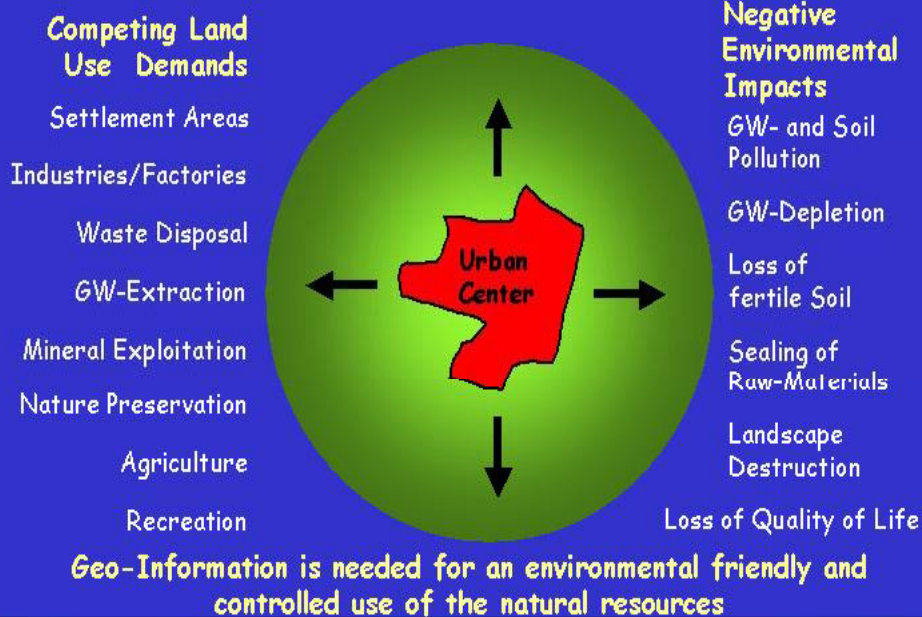 Competing Land
Use Demands
Settlement Areas
Industries/Factories
Waste Disposal
GW-Extraction
Mineral Exploitation
Nature Preservation
Agriculture
Recreation
Urban
Center
Negative
Environmental
Impacts
GW- and Soil
Pollution
GW-Depletion
Loss of
fertile Soil
Sealing of
Raw-Materials
Landscape
Destruction
Loss of Quality of Life
Geo-Information is needed for an environmental friendly and
controlled use of the natural resources